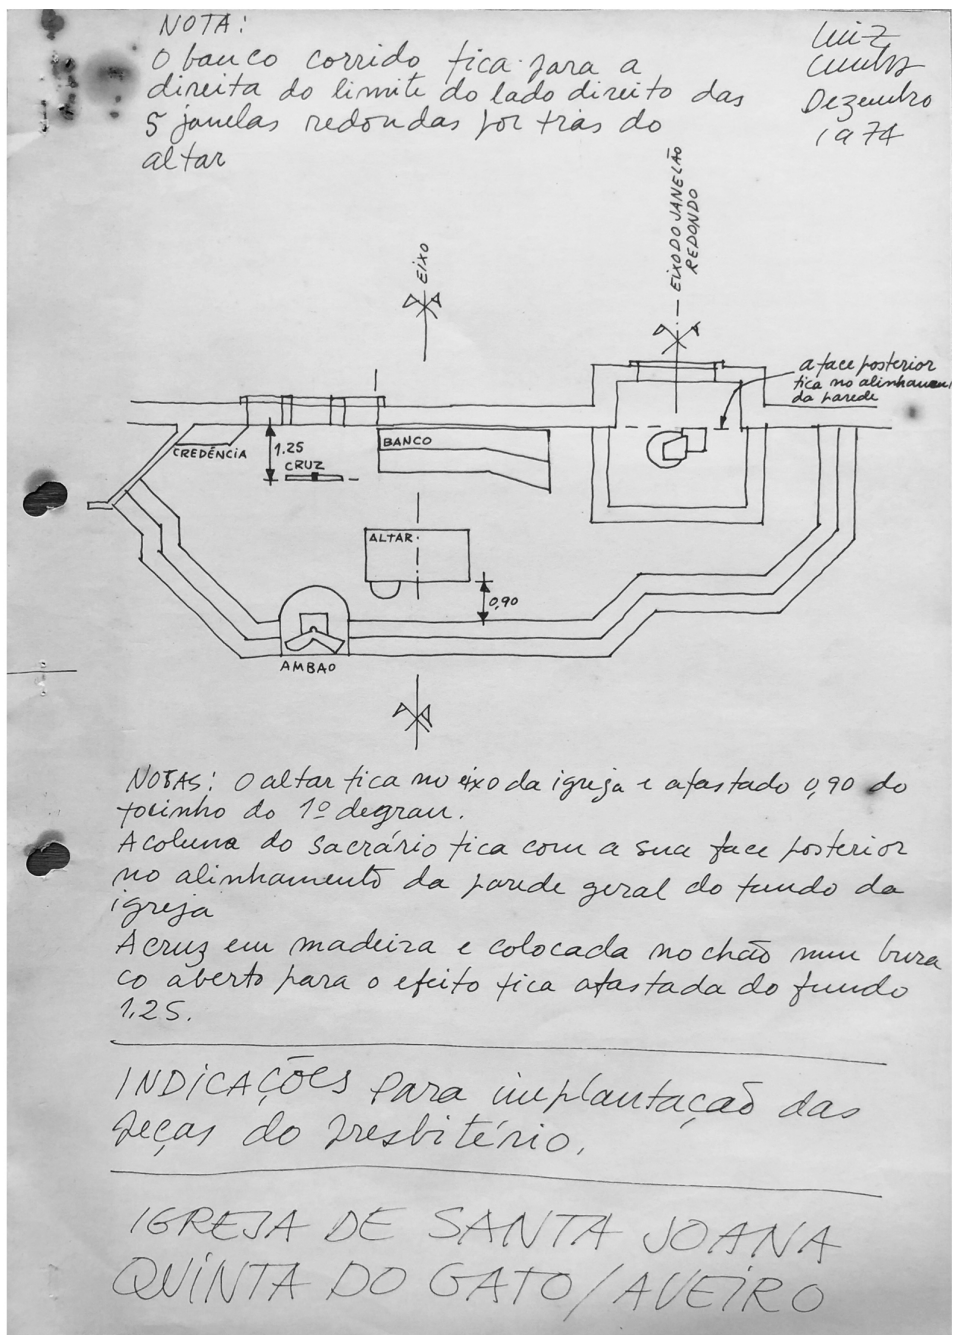 NOTA:
O banco corrido fica para a
direita do limite do lado direito das
5 janelas redondas por trás do
altar
Luiz
Cunha
Dezembro
1974
EIXO
EIXO DO JANELÃO
REDONDO
a face posterior
fica no alinhamen
da parede
CREDÊNCIA
1.25
CRUZ
BANCO
ALTAR
0,90
AMBAO
NOTAS: O altar fica no eixo da igreja e afastado 0,90 do
focinho do 1º degrau.
A coluna do sacrário fica com a sua face posterior
no alinhamento da parede geral do fundo da
igreja
A cruz em madeira e colocada no chão num bura
co aberto para o efeito fica afastada do fundo
1.25.
INDICAÇÕES para implantação das
peças do presbitério.
IGREJA DE SANTA JOANA
QUINTA DO GATO/AVEIRO